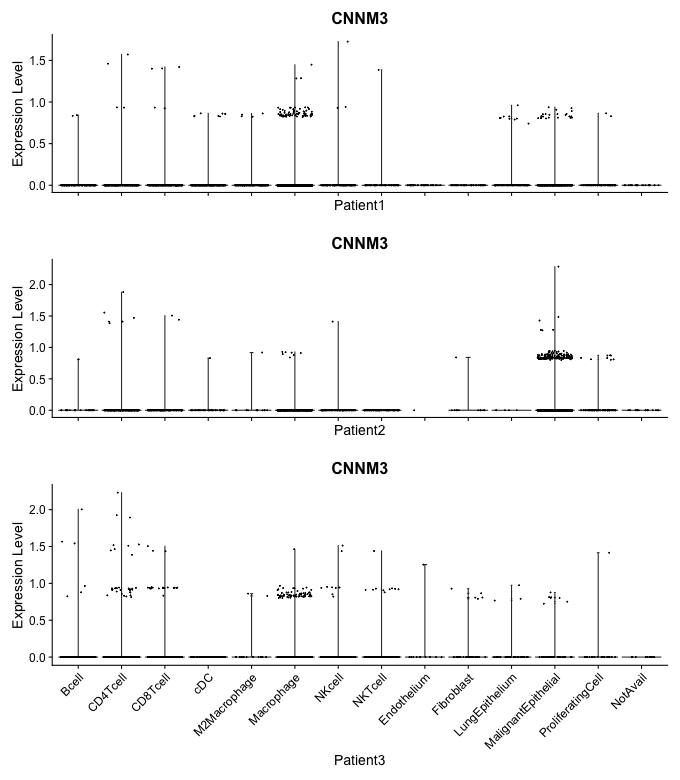 CNNM3
Expression Level
1.5
1.0
0.5
0.0
Patient1
CNNM3
Expression Level
2.0
1.5
1.0
0.5
0.0
Patient2
CNNM3
Expression Level
2.0
1.5
1.0
0.5
0.0
Bcell
CD4Tcell
CD8Tcell
cDC
M2Macrophage
Macrophage
NKcell
NKTcell
Endothelium
Fibroblast
LungEpithelium
MalignantEpithelial
ProliferatingCell
NotAvail
Patient3